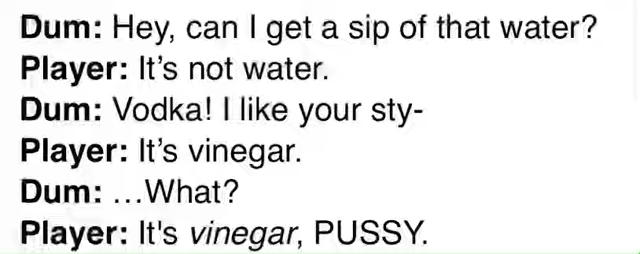 Dum: Hey, can I get a sip of that water?
Player: It’s not water.
Dum: Vodka! I like your sty-
Player: It’s vinegar.
Dum: …What?
Player: It's vinegar, PUSSY.